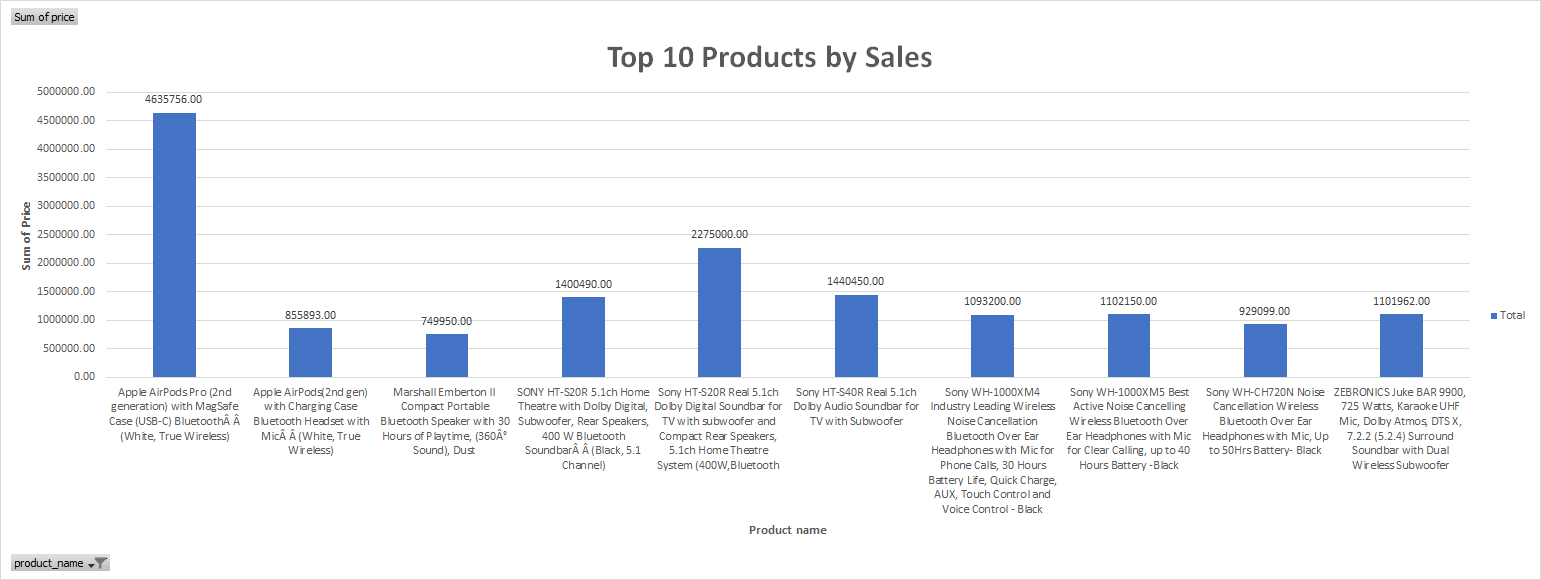 Sum of price
Top 10 Products by Sales
Sum of Price
5000000.00
4500000.00
4000000.00
3500000.00
3000000.00
2500000.00
2000000.00
1500000.00
1000000.00
500000.00
0.00
4635756.00
855893.00
749950.00
1400490.00
2275000.00
1440450.00
1093200.00
1102150.00
929099.00
1101962.00
Total
Apple AirPods Pro (2nd
generation) with MagSafe
Case (USB-C) BluetoothÂ Â
(White, True Wireless)
Apple AirPods(2nd gen)
with Charging Case
Bluetooth Headset with
MicÂ Â (White, True
Wireless)
Marshall Emberton II
Compact Portable
Bluetooth Speaker with 30
Hours of Playtime, (360Âº
Sound), Dust
SONY HT-S20R 5.1ch Home
Theatre with Dolby Digital,
Subwoofer, Rear Speakers,
400 W Bluetooth
SoundbarÂ Â (Black, 5.1
Channel)
Sony HT-S20R Real 5.1ch
Dolby Digital Soundbar for
TV with subwoofer and
Compact Rear Speakers,
5.1ch Home Theatre
System (400W,Bluetooth
Sony HT-S40R Real 5.1ch
Dolby Audio Soundbar for
TV with Subwoofer
Sony WH-1000XM4
Industry Leading Wireless
Noise Cancellation
Bluetooth Over Ear
Headphones with Mic for
Phone Calls, 30 Hours
Battery Life, Quick Charge,
AUX, Touch Control and
Voice Control - Black
Sony WH-1000XM5 Best
Active Noise Cancelling
Wireless Bluetooth Over
Ear Headphones with Mic
for Clear Calling, up to 40
Hours Battery -Black
Sony WH-CH720N Noise
Cancellation Wireless
Bluetooth Over Ear
Headphones with Mic, Up
to 50Hrs Battery- Black
ZEBRONICS Juke BAR 9900,
725 Watts, Karaoke UHF
Mic, Dolby Atmos, DTS X,
7.2.2 (5.2.4) Surround
Soundbar with Dual
Wireless Subwoofer
Product name
product_name